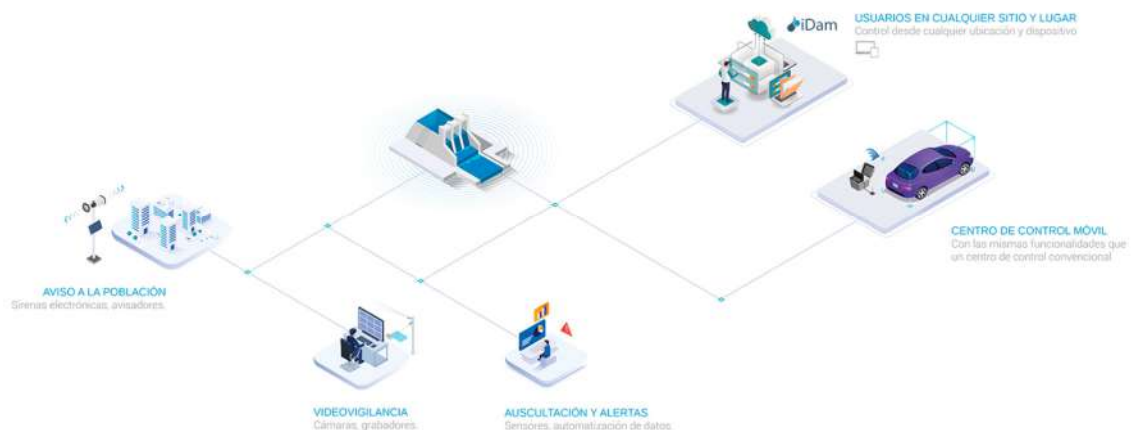 iDam
USUARIOS EN CUALQUIER SITIO Y LUGAR
Control desde cualquier ubicación y dispositivo
CENTRO DE CONTROL MÓVIL
Con las mismas funcionalidades que
un centro de control convencional
AVISO A LA POBLACIÓN
Sirenas electrónicas, avisadores.
VIDEOVIGILANCIA
Cámaras, grabadores.
AUSCULTACIÓN Y ALERTAS
Sensores, automatización de datos.